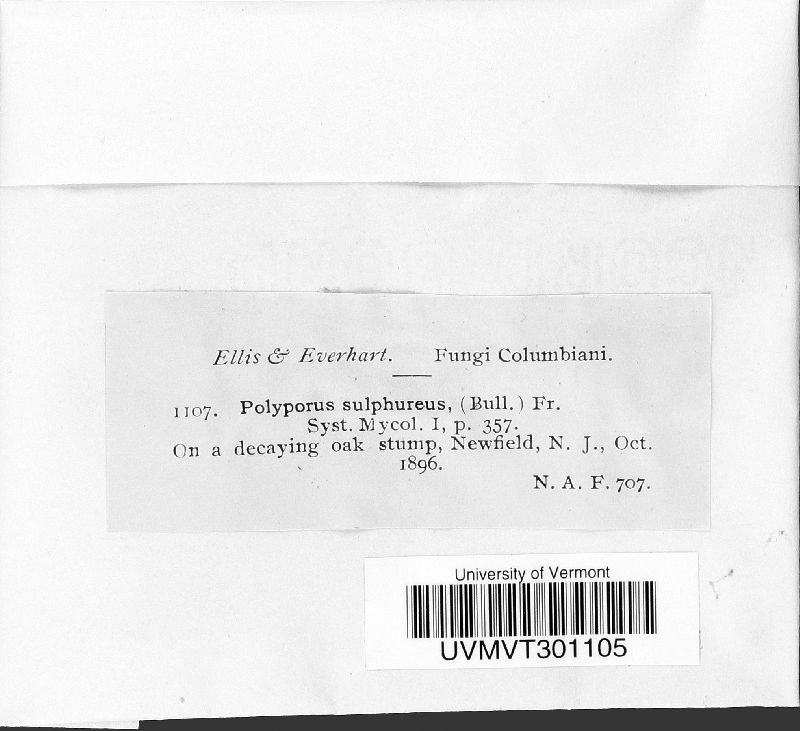 Ellis & Everhart. Fungi Columbiani.
1107. Polyporus sulphureus, (Bull.) Fr.
Syst. Mycol. I, p. 357.
On a decaying oak stump, Newfield, N. J., Oct.
1896.
N. A. F. 707.
University of Vermont
UVMVT301105